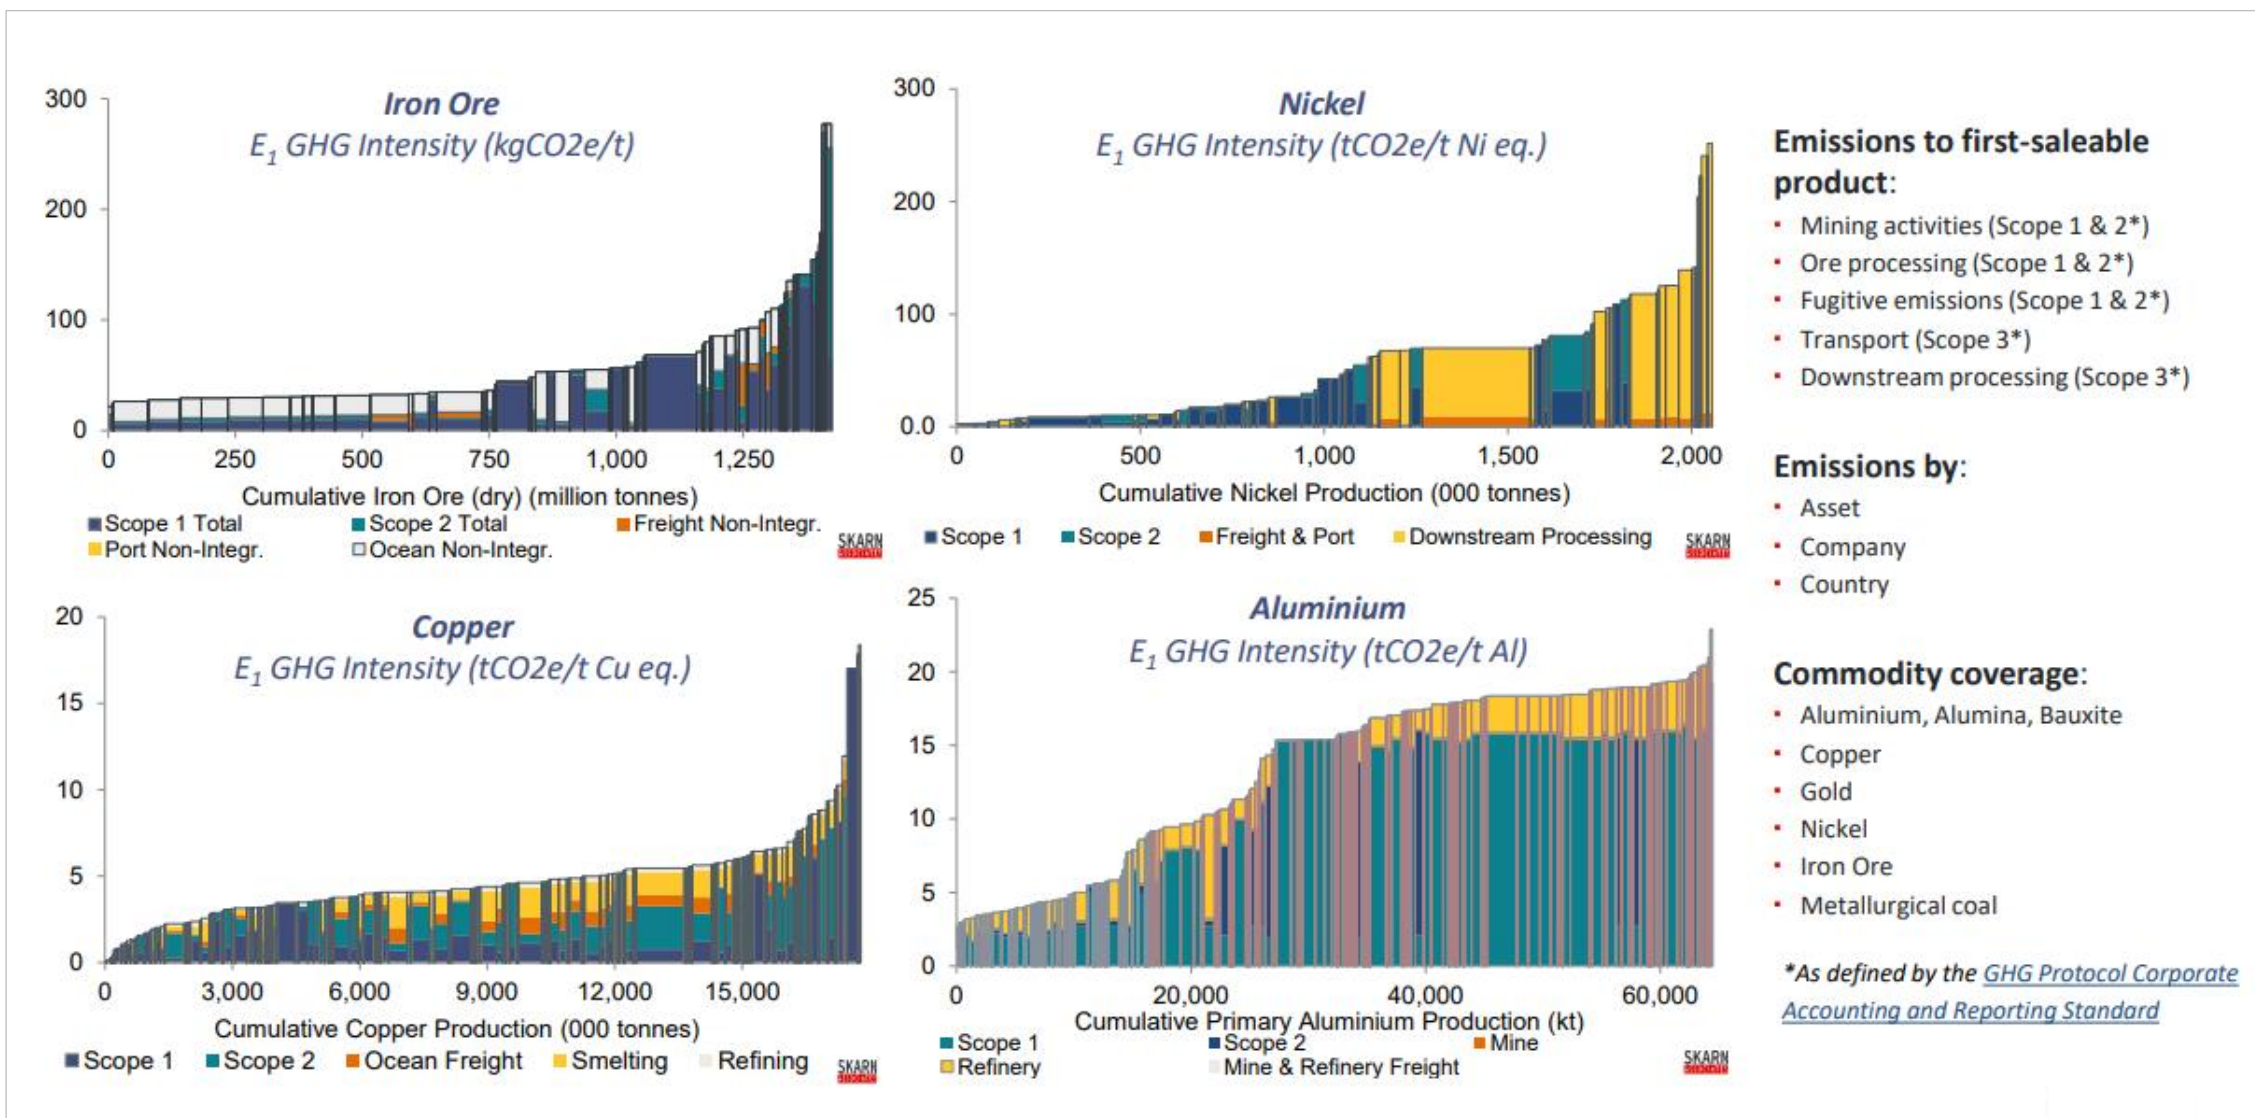 Iron Ore
E1 GHG Intensity (kgCO2e/t)
300
200
100
0
0 250 500 750 1,000 1,250
Cumulative Iron Ore (dry) (million tonnes)
Scope 1 Total Scope 2 Total Freight Non-Integr.
Port Non-Integr. Ocean Non-Integr.
SKARN
Nickel
E1 GHG Intensity (tCO2e/t Ni eq.)
300
200
100
0.0
0 500 1,000 1,500 2,000
Cumulative Nickel Production (000 tonnes)
Scope 1 Scope 2 Freight & Port Downstream Processing
SKARN
Copper
E1 GHG Intensity (tCO2e/t Cu eq.)
20
15
10
5
0
0 3,000 6,000 9,000 12,000 15,000
Cumulative Copper Production (000 tonnes)
Scope 1 Scope 2 Ocean Freight Smelting Refining
SKARN
Aluminium
E1 GHG Intensity (tCO2e/t Al)
25
20
15
10
5
0
0 20,000 40,000 60,000
Cumulative Primary Aluminium Production (kt)
Scope 1 Scope 2 Mine
Refinery Mine & Refinery Freight
SKARN
Emissions to first-saleable
product:
▪ Mining activities (Scope 1 & 2*)
▪ Ore processing (Scope 1 & 2*)
▪ Fugitive emissions (Scope 1 & 2*)
▪ Transport (Scope 3*)
▪ Downstream processing (Scope 3*)
Emissions by:
▪ Asset
▪ Company
▪ Country
Commodity coverage:
▪ Aluminium, Alumina, Bauxite
▪ Copper
▪ Gold
▪ Nickel
▪ Iron Ore
▪ Metallurgical coal
*As defined by the GHG Protocol Corporate
Accounting and Reporting Standard